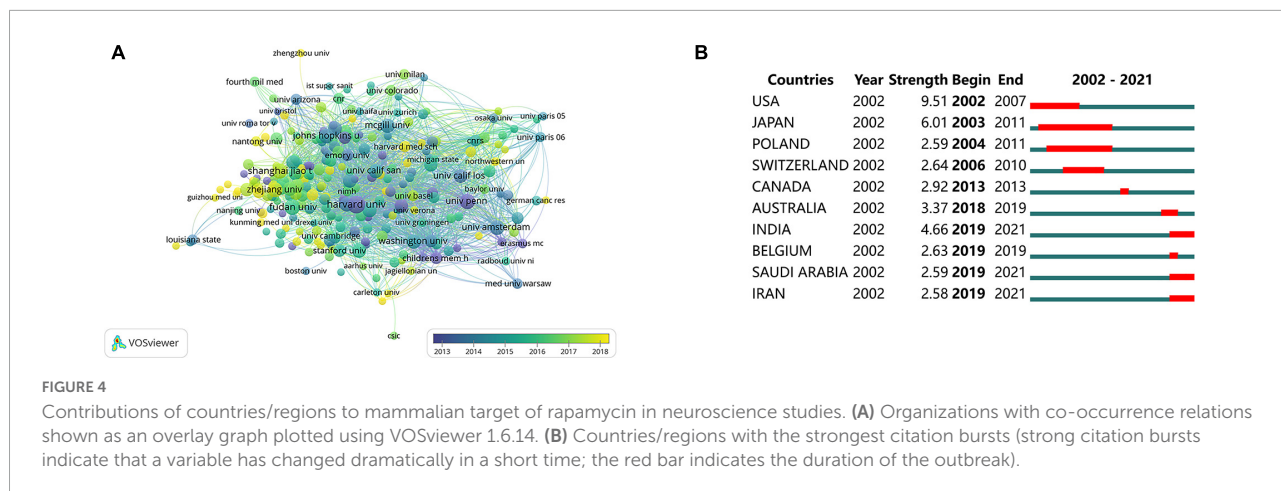 A
zhengzhou univ
fourth mil med
univ milan
ist super sanit
univ arizona
cnr
univ colorado
univ bristol
univ haifa
univ zurich
osaka univ
univ paris 05
univ roma tor v
johns hopkins u
mcgill univ
univ paris 06
nantong univ
harvard med sch
cnrs
emory univ
michigan state
northwestern un
shanghai jiao t
univ calif san
univ calif los
zhejiang univ
nimh
baylor univ
guizhou med uni
univ basel
univ penn
german canc res
nanjing univ
fudan univ
harvard univ
univ verona
kunming med uni
drexel univ
univ groningen
univ amsterdam
louisiana state
univ cambridge
washington univ
erasmus mc
stanford univ
childrens mem h
radboud univ ni
boston univ
aarhus univ
jagiellonian un
med univ warsaw
carleton univ
csic
VOSviewer
2013 2014 2015 2016 2017 2018
B
Countries Year Strength Begin End 2002 - 2021
USA 2002 9.51 2002 2007
JAPAN 2002 6.01 2003 2011
POLAND 2002 2.59 2004 2011
SWITZERLAND 2002 2.64 2006 2010
CANADA 2002 2.92 2013 2013
AUSTRALIA 2002 3.37 2018 2019
INDIA 2002 4.66 2019 2021
BELGIUM 2002 2.63 2019 2019
SAUDI ARABIA 2002 2.59 2019 2021
IRAN 2002 2.58 2019 2021
FIGURE 4
Contributions of countries/regions to mammalian target of rapamycin in neuroscience studies. (A) Organizations with co-occurrence relations
shown as an overlay graph plotted using VOSviewer 1.6.14. (B) Countries/regions with the strongest citation bursts (strong citation bursts
indicate that a variable has changed dramatically in a short time; the red bar indicates the duration of the outbreak).